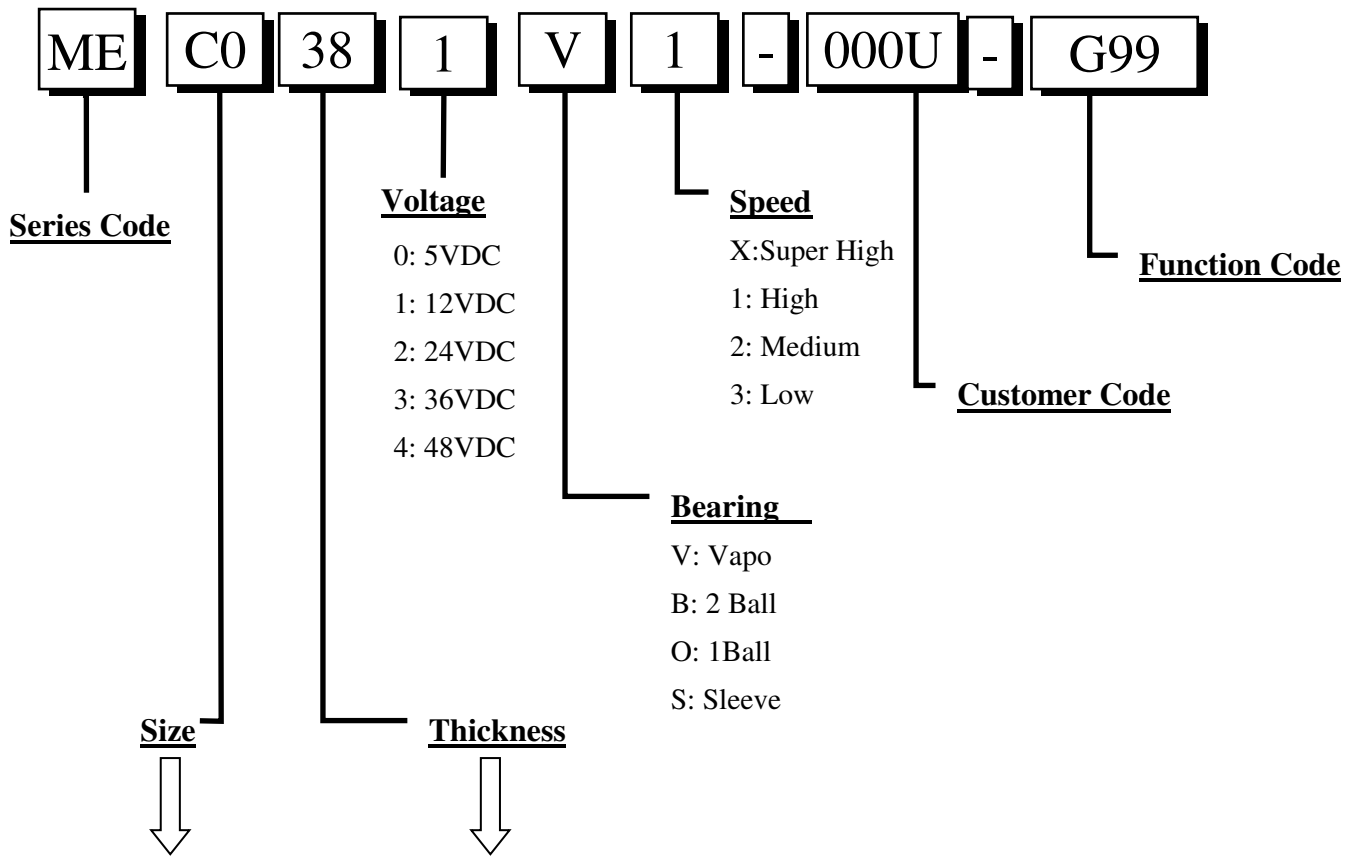 ME C0 38 1 V 1 - 000U - G99
Series Code
Voltage
0: 5VDC
1: 12VDC
2: 24VDC
3: 36VDC
4: 48VDC
Speed
X:Super High
1: High
2: Medium
3: Low
Function Code
Customer Code
Bearing
V: Vapo
B: 2 Ball
O: 1Ball
S: Sleeve
Size
Thickness